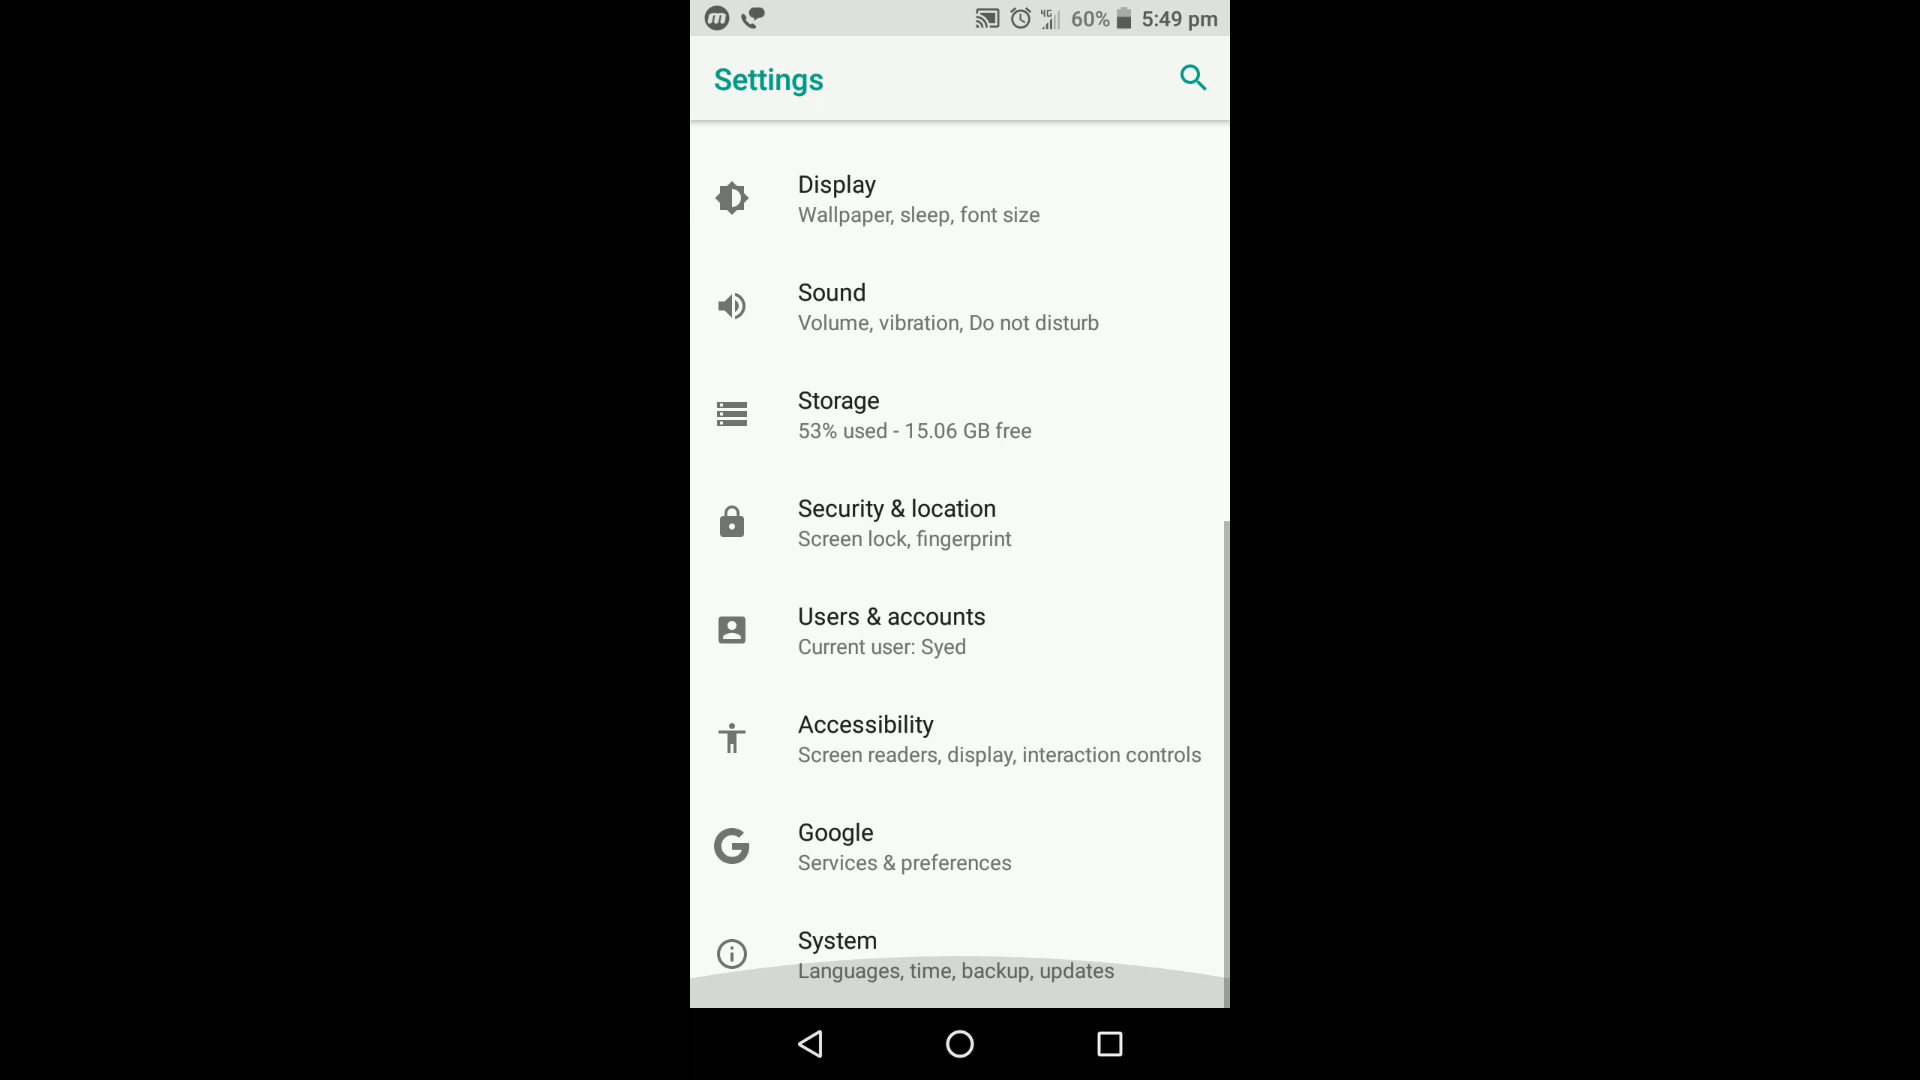 4G 60% 5:49 pm
Settings
Display
Wallpaper, sleep, font size
Sound
Volume, vibration, Do not disturb
Storage
53% used - 15.06 GB free
Security & location
Screen lock, fingerprint
Users & accounts
Current user: Syed
Accessibility
Screen readers, display, interaction controls
Google
Services & preferences
System
Languages, time, backup, updates